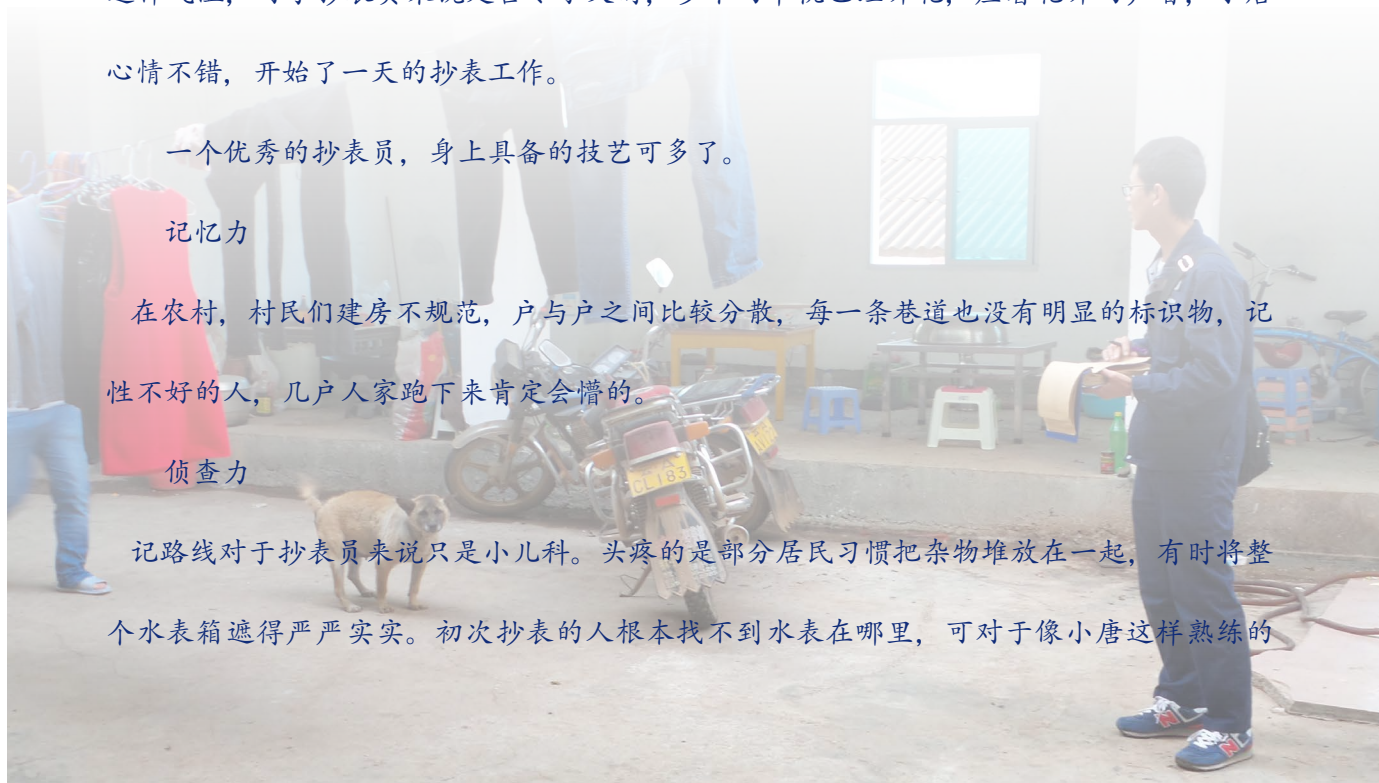 心情不错，开始了一天的抄表工作。
一个优秀的抄表员，身上具备的技艺可多了。
记忆力
在农村，村民们建房不规范，户与户之间比较分散，每一条巷道也没有明显的标识物，记
性不好的人，几户人家跑下来肯定会懵的。
侦查力
记路线对于抄表员来说只是小儿科。头疼的是部分居民习惯把杂物堆放在一起，有时将整
个水表箱遮得严严实实。初次抄表的人根本找不到水表在哪里，可对于像小唐这样熟练的
CL183